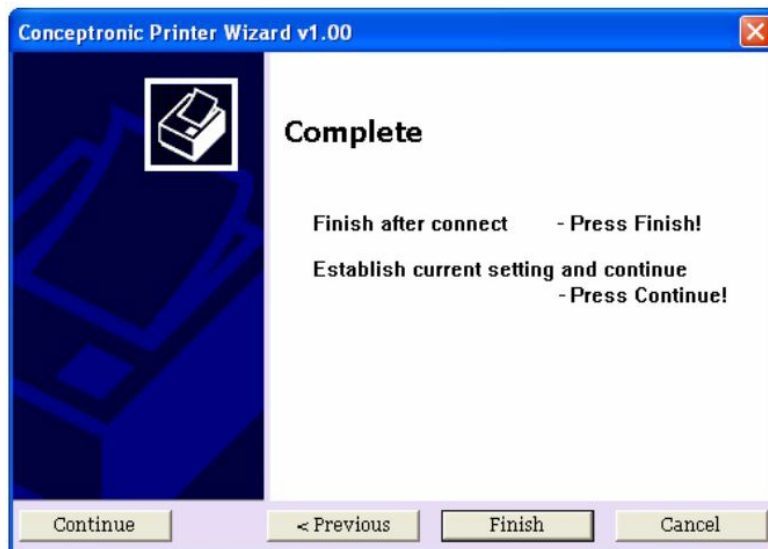 Conceptronic Printer Wizard v1.00
Complete
Finish after connect - Press Finish!
Establish current setting and continue
- Press Continue!
Continue
< Previous
Finish
Cancel